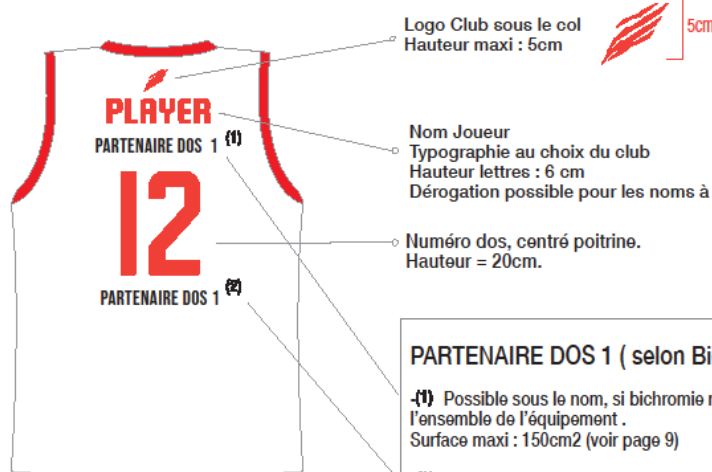 Logo Club sous le col
Hauteur maxi : 5cm
5cm
PLAYER
PARTENAIRE DOS 1 (1)
Nom Joueur
Typographie au choix du club
Hauteur lettres : 6 cm
Dérogation possible pour les noms à
12
Numéro dos, centré poitrine.
Hauteur = 20cm.
PARTENAIRE DOS 1 (2)
PARTENAIRE DOS 1 ( selon Bi
-(1) Possible sous le nom, si bichromie
l'ensemble de l'équipement .
Surface maxi : 150cm2 (voir page 9)